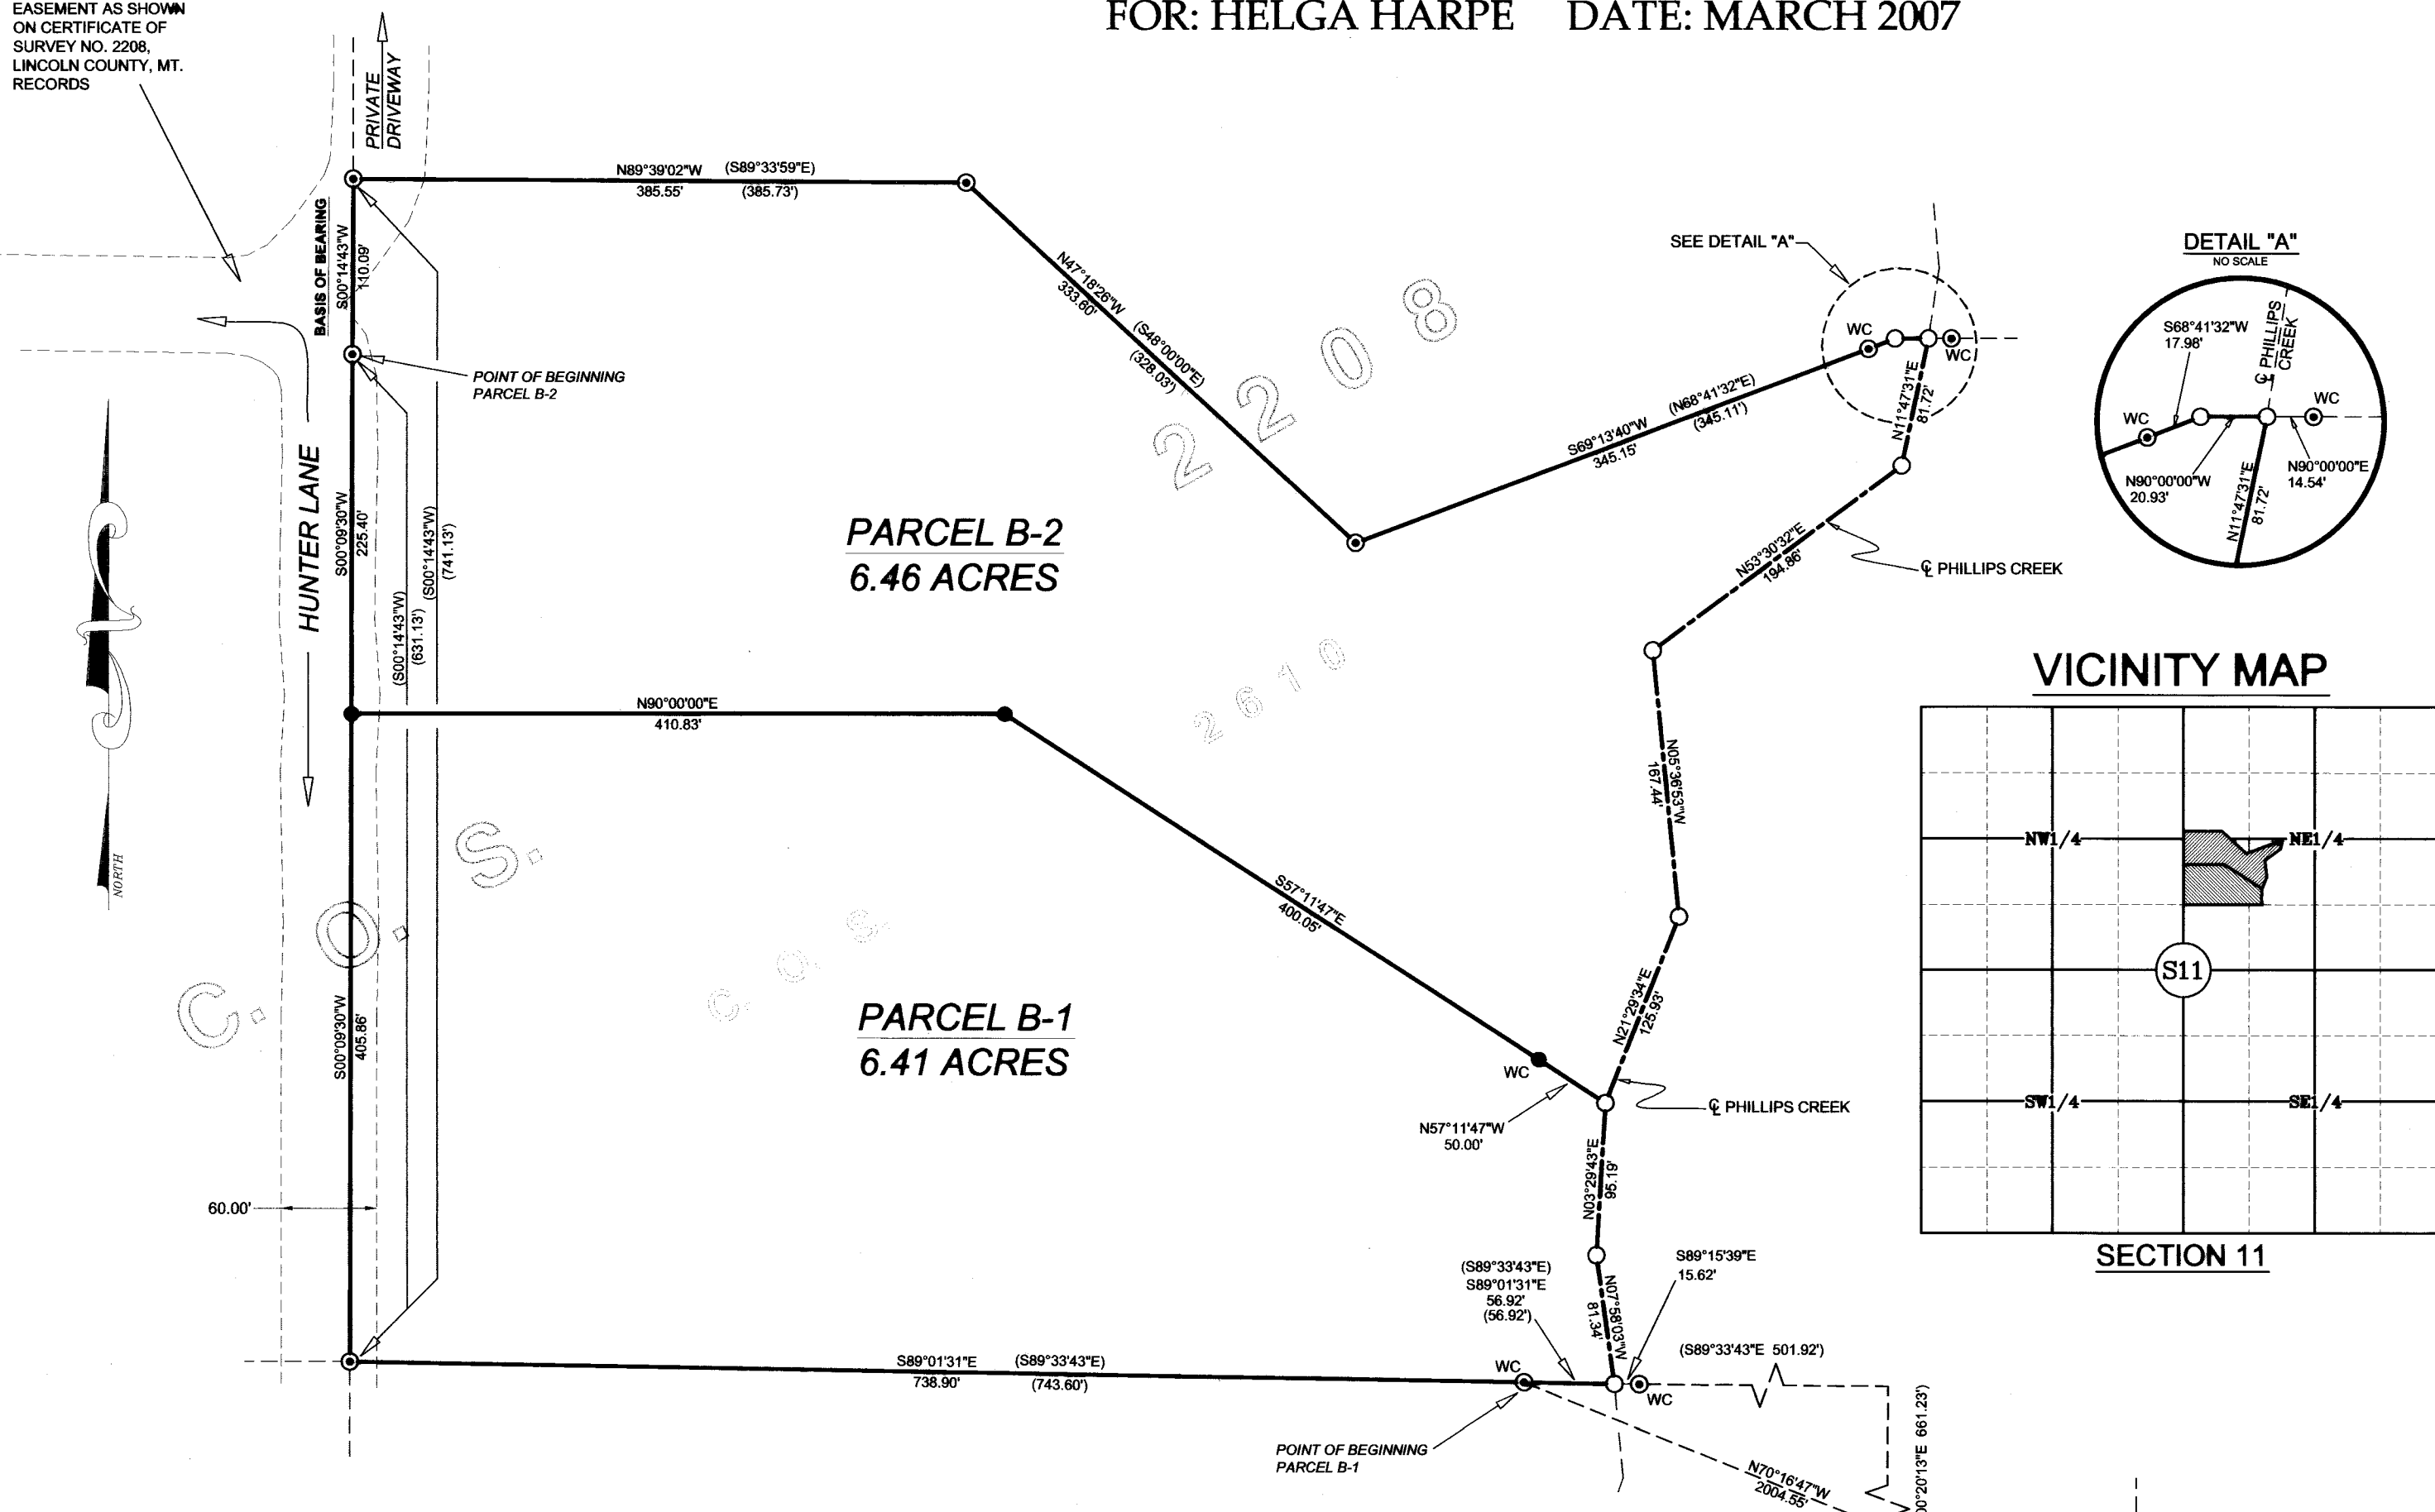 EASEMENT AS SHOWN
ON CERTIFICATE OF
SURVEY NO. 2208,
LINCOLN COUNTY, MT.
RECORDS
FOR: HELGA HARPE DATE: MARCH 2007
PRIVATE
DRIVEWAY
N89°39'02"W (S89°33'59"E)
385.55' (385.73')
BASIS OF BEARING
S00°14'43"W
110.09'
POINT OF BEGINNING
PARCEL B-2
N47°18'26"W (S48°00'00"E)
333.60' (328.03')
2208
SEE DETAIL "A"
WC
WC
S69°13'40"W (N68°41'32"E)
345.15' (345.11')
N11°47'31"E
81.72'
DETAIL "A"
NO SCALE
S68°41'32"W
17.98'
℄ PHILLIPS
CREEK
WC
WC
N90°00'00"W
20.93'
N11°47'31"E
81.72'
N90°00'00"E
14.54'
HUNTER LANE
S00°09'30"W
225.40'
(S00°14'43"W)
(631.13')
(S00°14'43"W)
(741.13')
PARCEL B-2
6.46 ACRES
N53°30'32"E
194.86'
℄ PHILLIPS CREEK
2610
N90°00'00"E
410.83'
N05°36'53"W
167.44'
VICINITY MAP
NW1/4
NE1/4
S11
SW1/4
SE1/4
SECTION 11
NORTH
C. O. S.
C. O. S.
S57°11'47"E
400.05'
N21°29'34"E
125.93'
PARCEL B-1
6.41 ACRES
S00°09'30"W
405.86'
WC
N57°11'47"W
50.00'
℄ PHILLIPS CREEK
N03°29'43"E
95.19'
60.00'
(S89°33'43"E)
S89°01'31"E
56.92'
(56.92')
N07°58'03"W
81.34'
S89°15'39"E
15.62'
S89°01'31"E (S89°33'43"E)
738.90' (743.60')
WC
WC
(S89°33'43"E 501.92')
POINT OF BEGINNING
PARCEL B-1
N70°16'47"W
2004.55'
00°20'13"E 661.23')